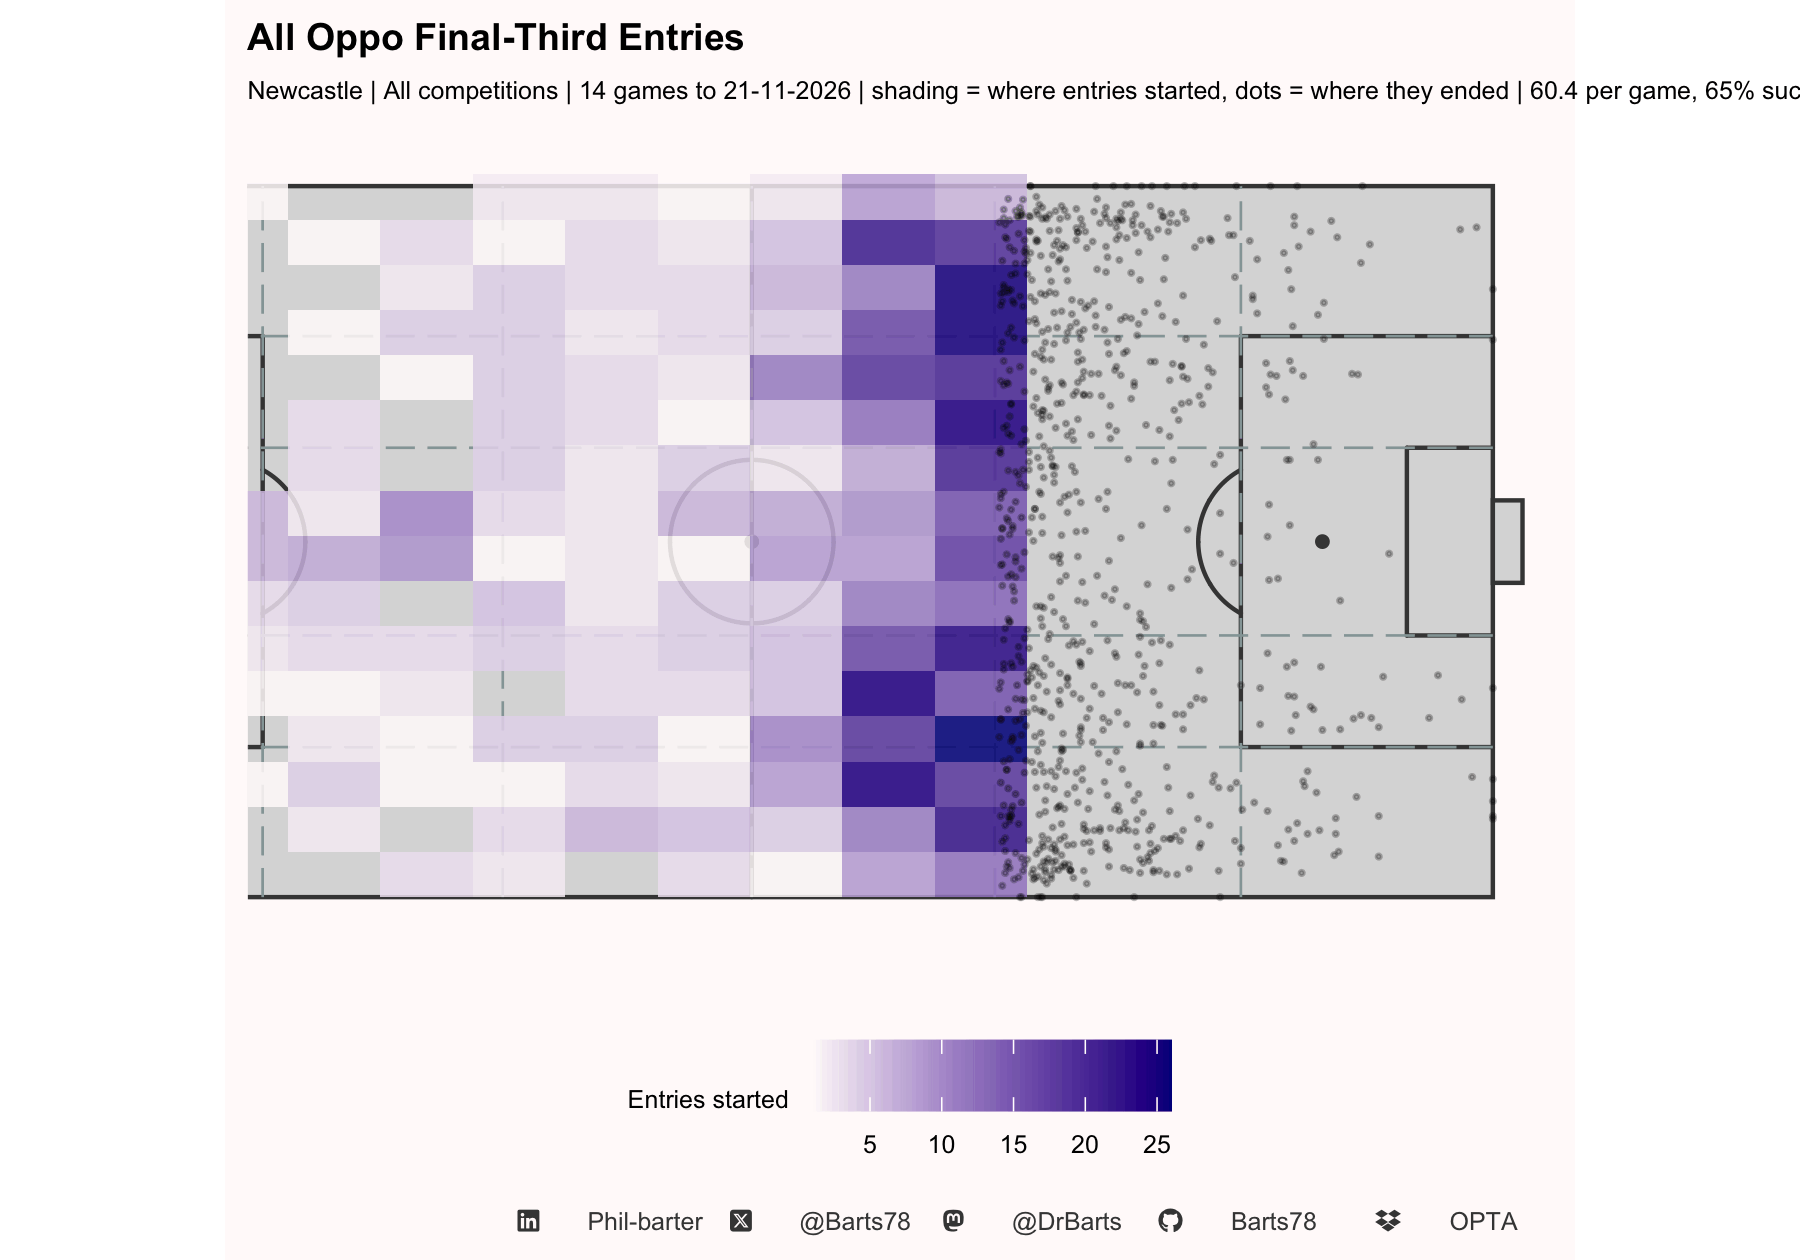 All Oppo Final-Third Entries
Newcastle | All competitions | 14 games to 21-11-2026 | shading = where entries started, dots = where they ended | 60.4 per game, 65% suc
Entries started
5 10 15 20 25
Phil-barter @Barts78 @DrBarts Barts78 OPTA